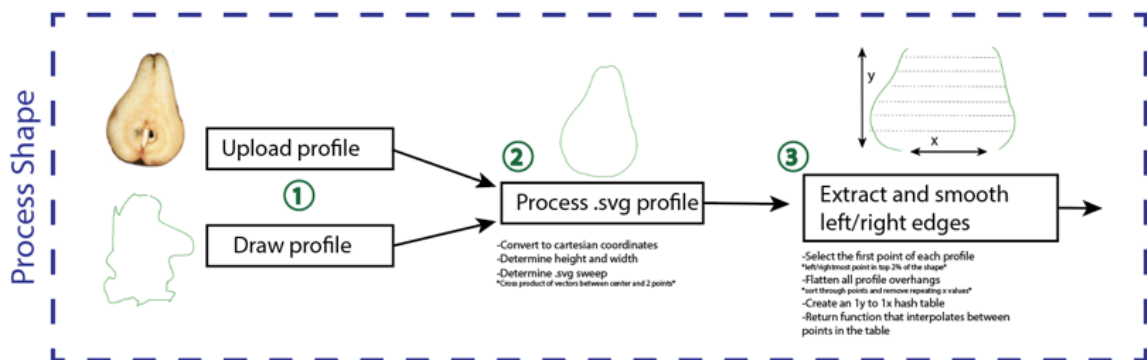 Process Shape
Upload profile
①
Draw profile
②
Process .svg profile
-Convert to cartesian coordinates
-Determine height and width
-Determine .svg sweep
*Cross product of vectors between center and 2 points*
y
x
③
Extract and smooth
left/right edges
-Select the first point of each profile
*left/rightmost point in top 2% of the shape*
-Flatten all profile overhangs
*sort through points and remove repeating x values*
-Create an 1y to 1x hash table
-Return function that interpolates between
points in the table